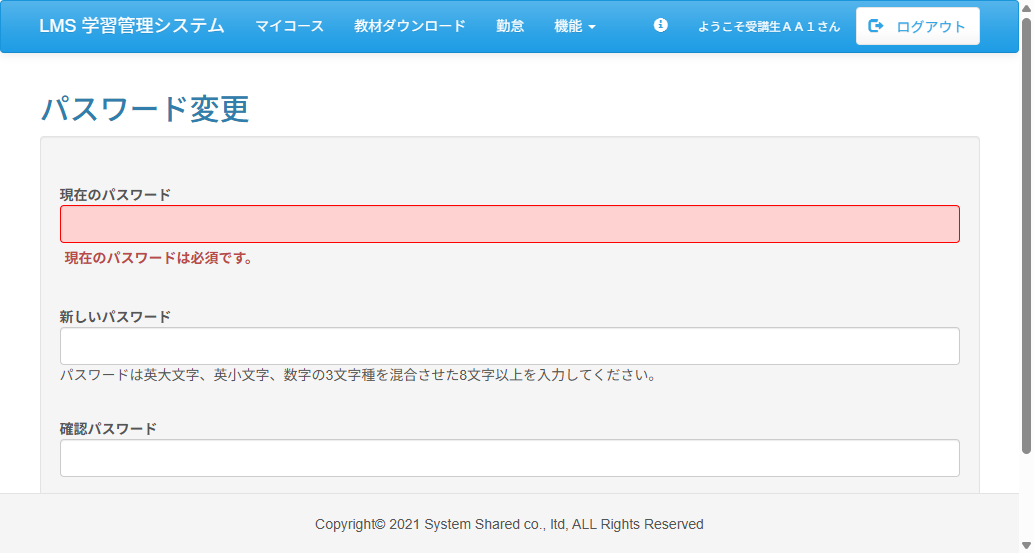 LMS 学習管理システム マイコース 教材ダウンロード 勤怠 機能 ようこそ受講生ＡＡ１さん ログアウト
パスワード変更
現在のパスワード
現在のパスワードは必須です。
新しいパスワード
パスワードは英大文字、英小文字、数字の3文字種を混合させた8文字以上を入力してください。
確認パスワード
Copyright© 2021 System Shared co., ltd, ALL Rights Reserved